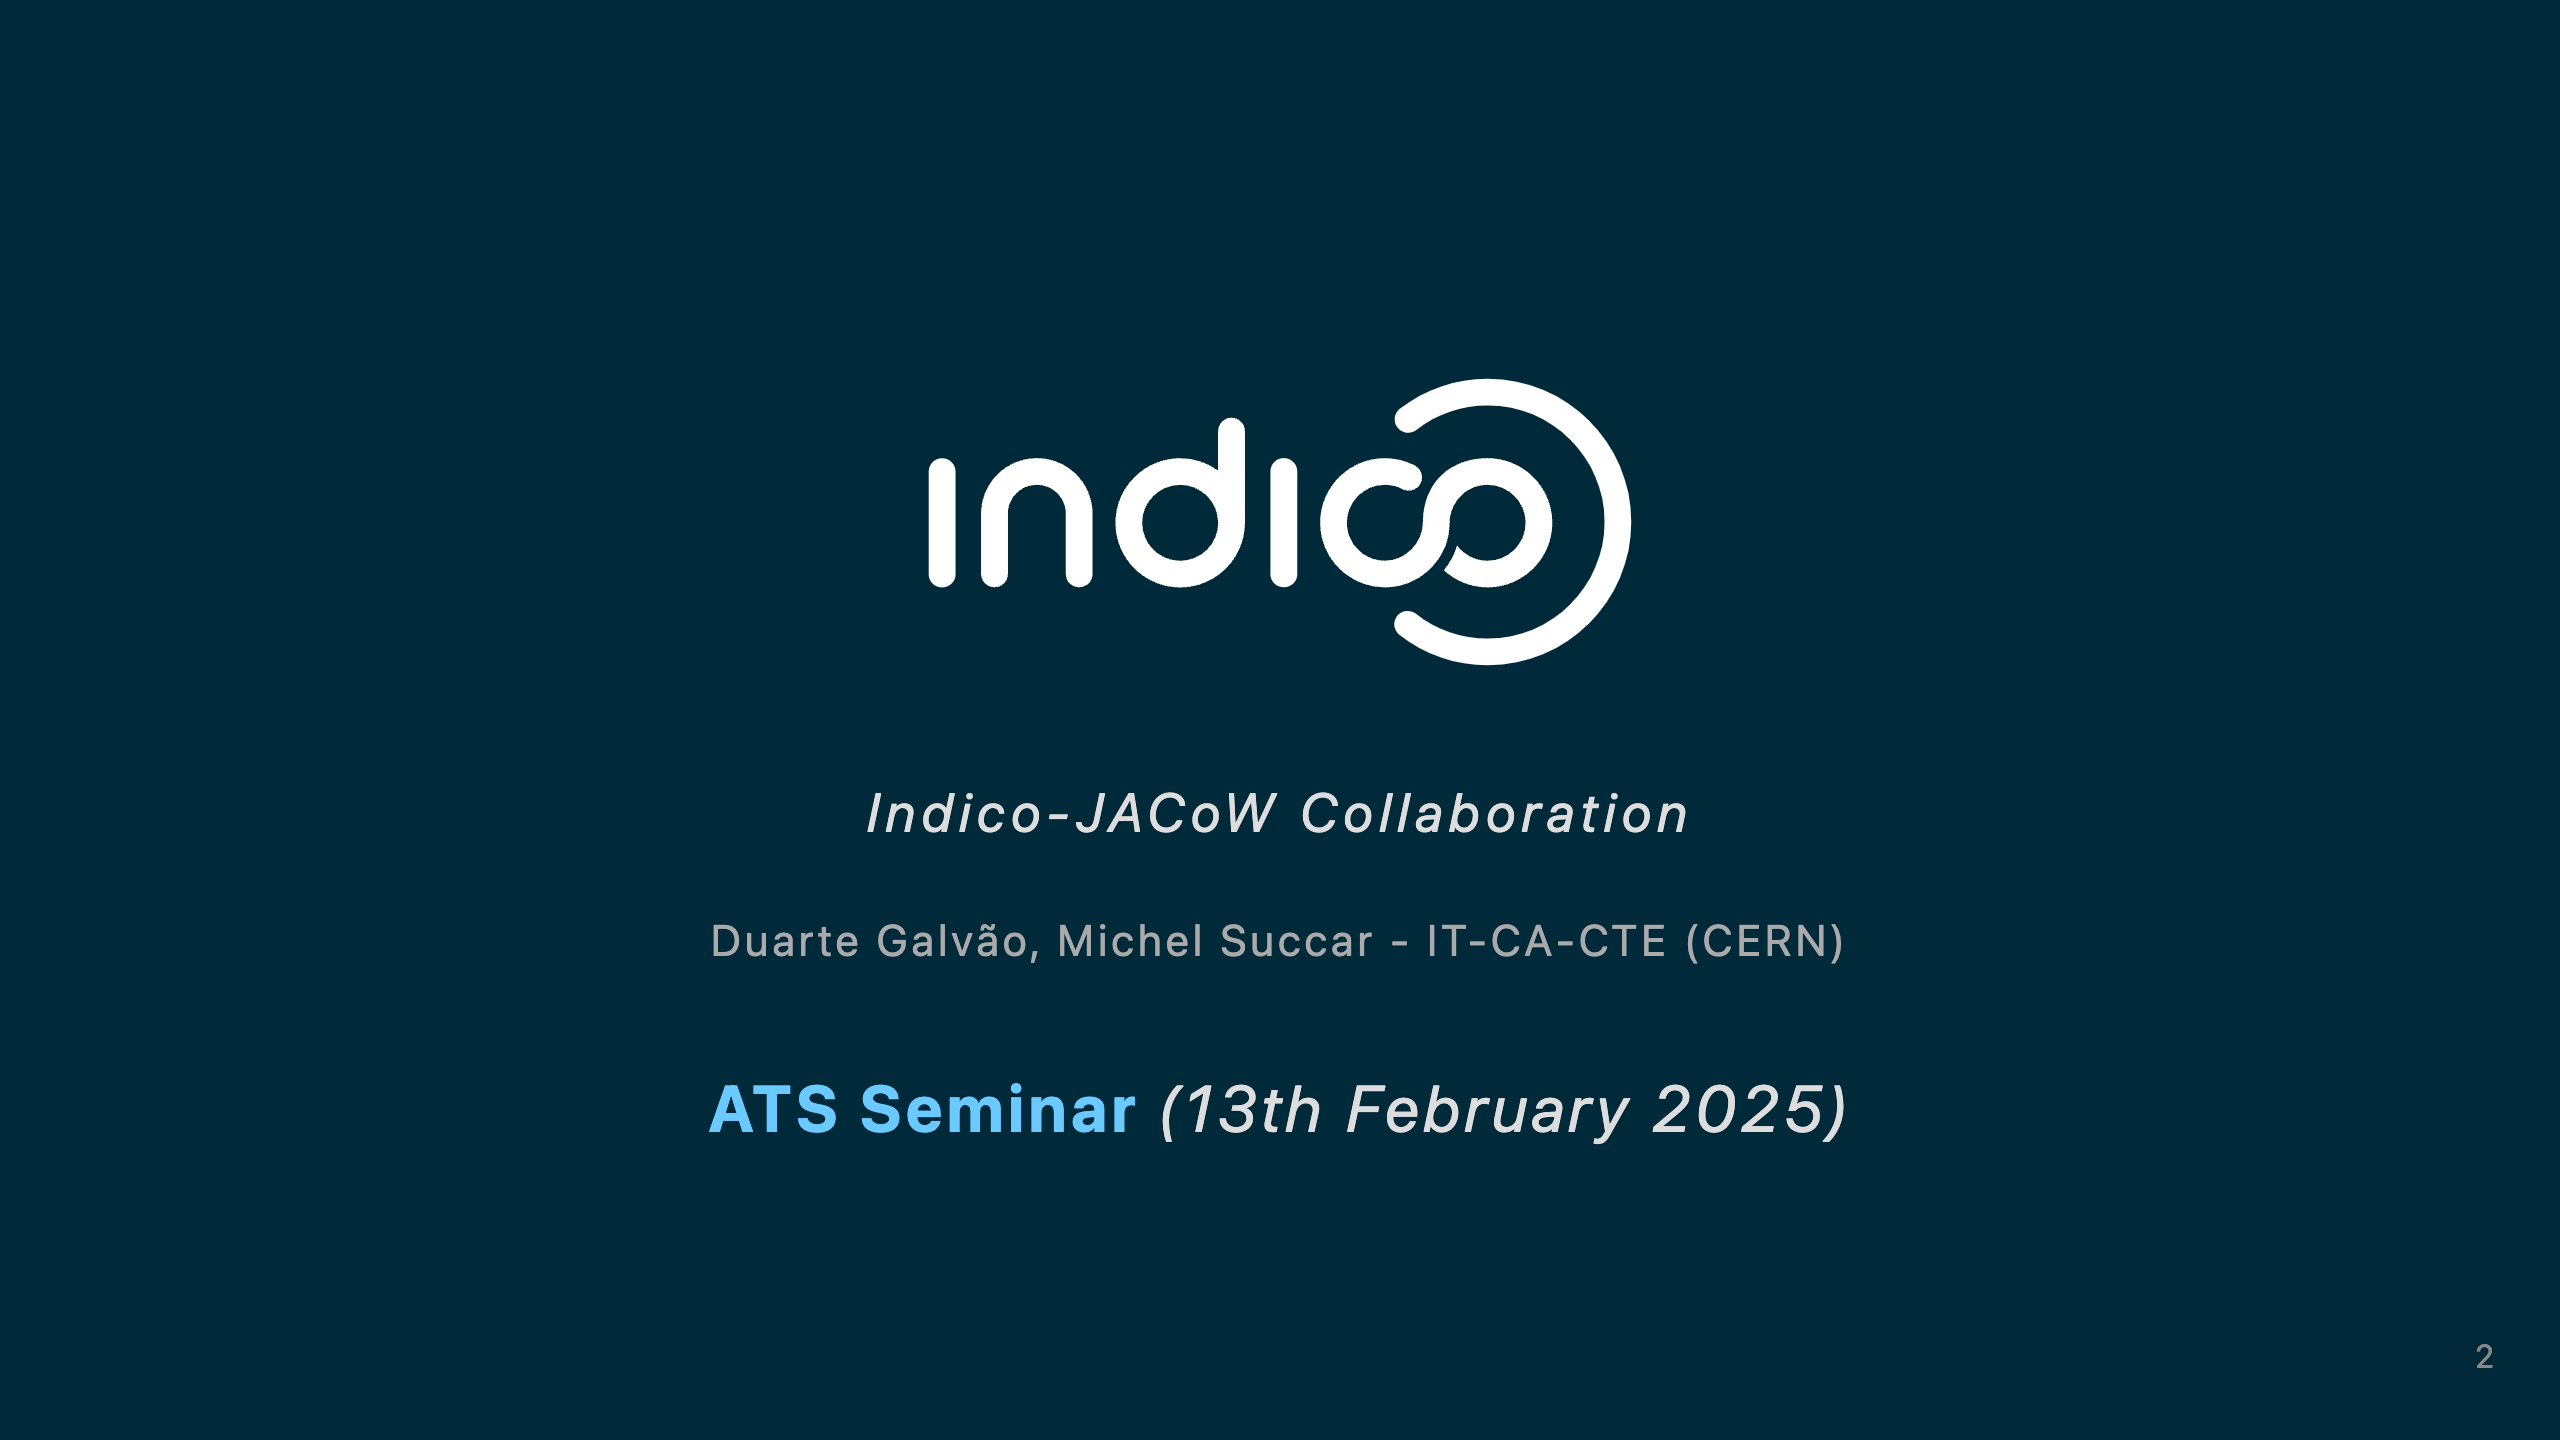 indico
Indico-JACoW Collaboration
Duarte Galvão, Michel Succar - IT-CA-CTE (CERN)
ATS Seminar (13th February 2025)
2